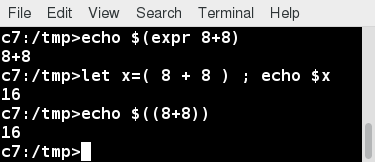 File Edit View Search Terminal Help
c7:/tmp>echo $(expr 8+8)
8+8
c7:/tmp>let x=( 8 + 8 ) ; echo $x
16
c7:/tmp>echo $((8+8))
16
c7:/tmp>